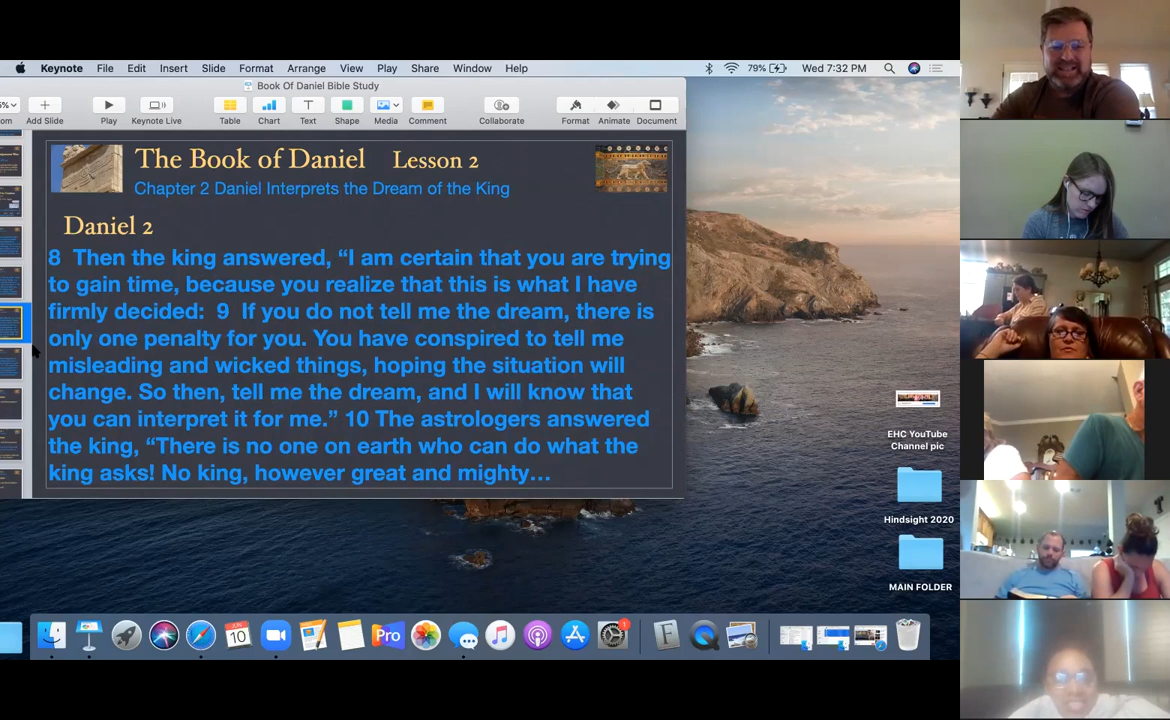 Keynote File Edit Insert Slide Format Arrange View Play Share Window Help 79% Wed 7:32 PM
Book Of Daniel Bible Study
Add Slide Play Keynote Live Table Chart Text Shape Media Comment Collaborate Format Animate Document
The Book of Daniel Lesson 2
Chapter 2 Daniel Interprets the Dream of the King
Daniel 2
8 Then the king answered, “I am certain that you are trying
to gain time, because you realize that this is what I have
firmly decided: 9 If you do not tell me the dream, there is
only one penalty for you. You have conspired to tell me
misleading and wicked things, hoping the situation will
change. So then, tell me the dream, and I will know that
you can interpret it for me.” 10 The astrologers answered
the king, “There is no one on earth who can do what the
king asks! No king, however great and mighty…
EHC YouTube
Channel pic
Hindsight 2020
MAIN FOLDER
JUN
10
Pro
1